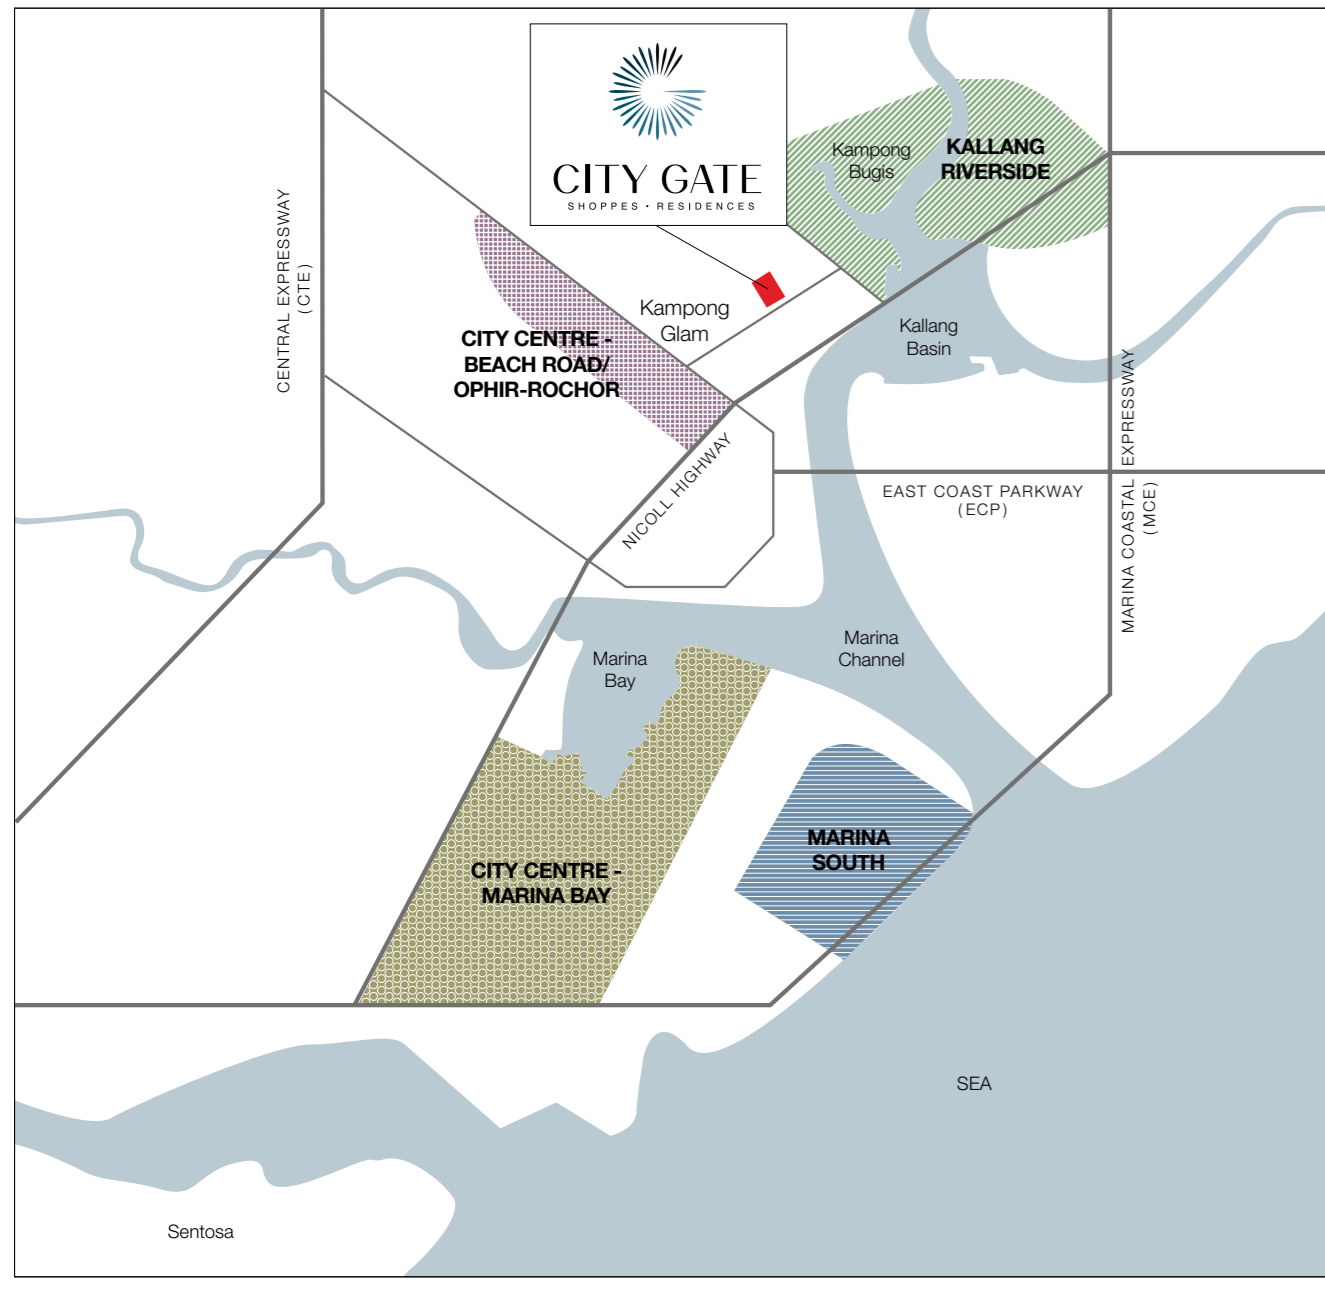 CITY GATE
SHOPPES • RESIDENCES
Kampong
Bugis
KALLANG
RIVERSIDE
CENTRAL EXPRESSWAY
(CTE)
Kampong
Glam
CITY CENTRE -
BEACH ROAD/
OPHIR-ROCHOR
Kallang
Basin
NICOLL HIGHWAY
EAST COAST PARKWAY
(ECP)
MARINA COASTAL EXPRESSWAY
(MCE)
Marina
Bay
Marina
Channel
MARINA
SOUTH
CITY CENTRE -
MARINA BAY
SEA
Sentosa